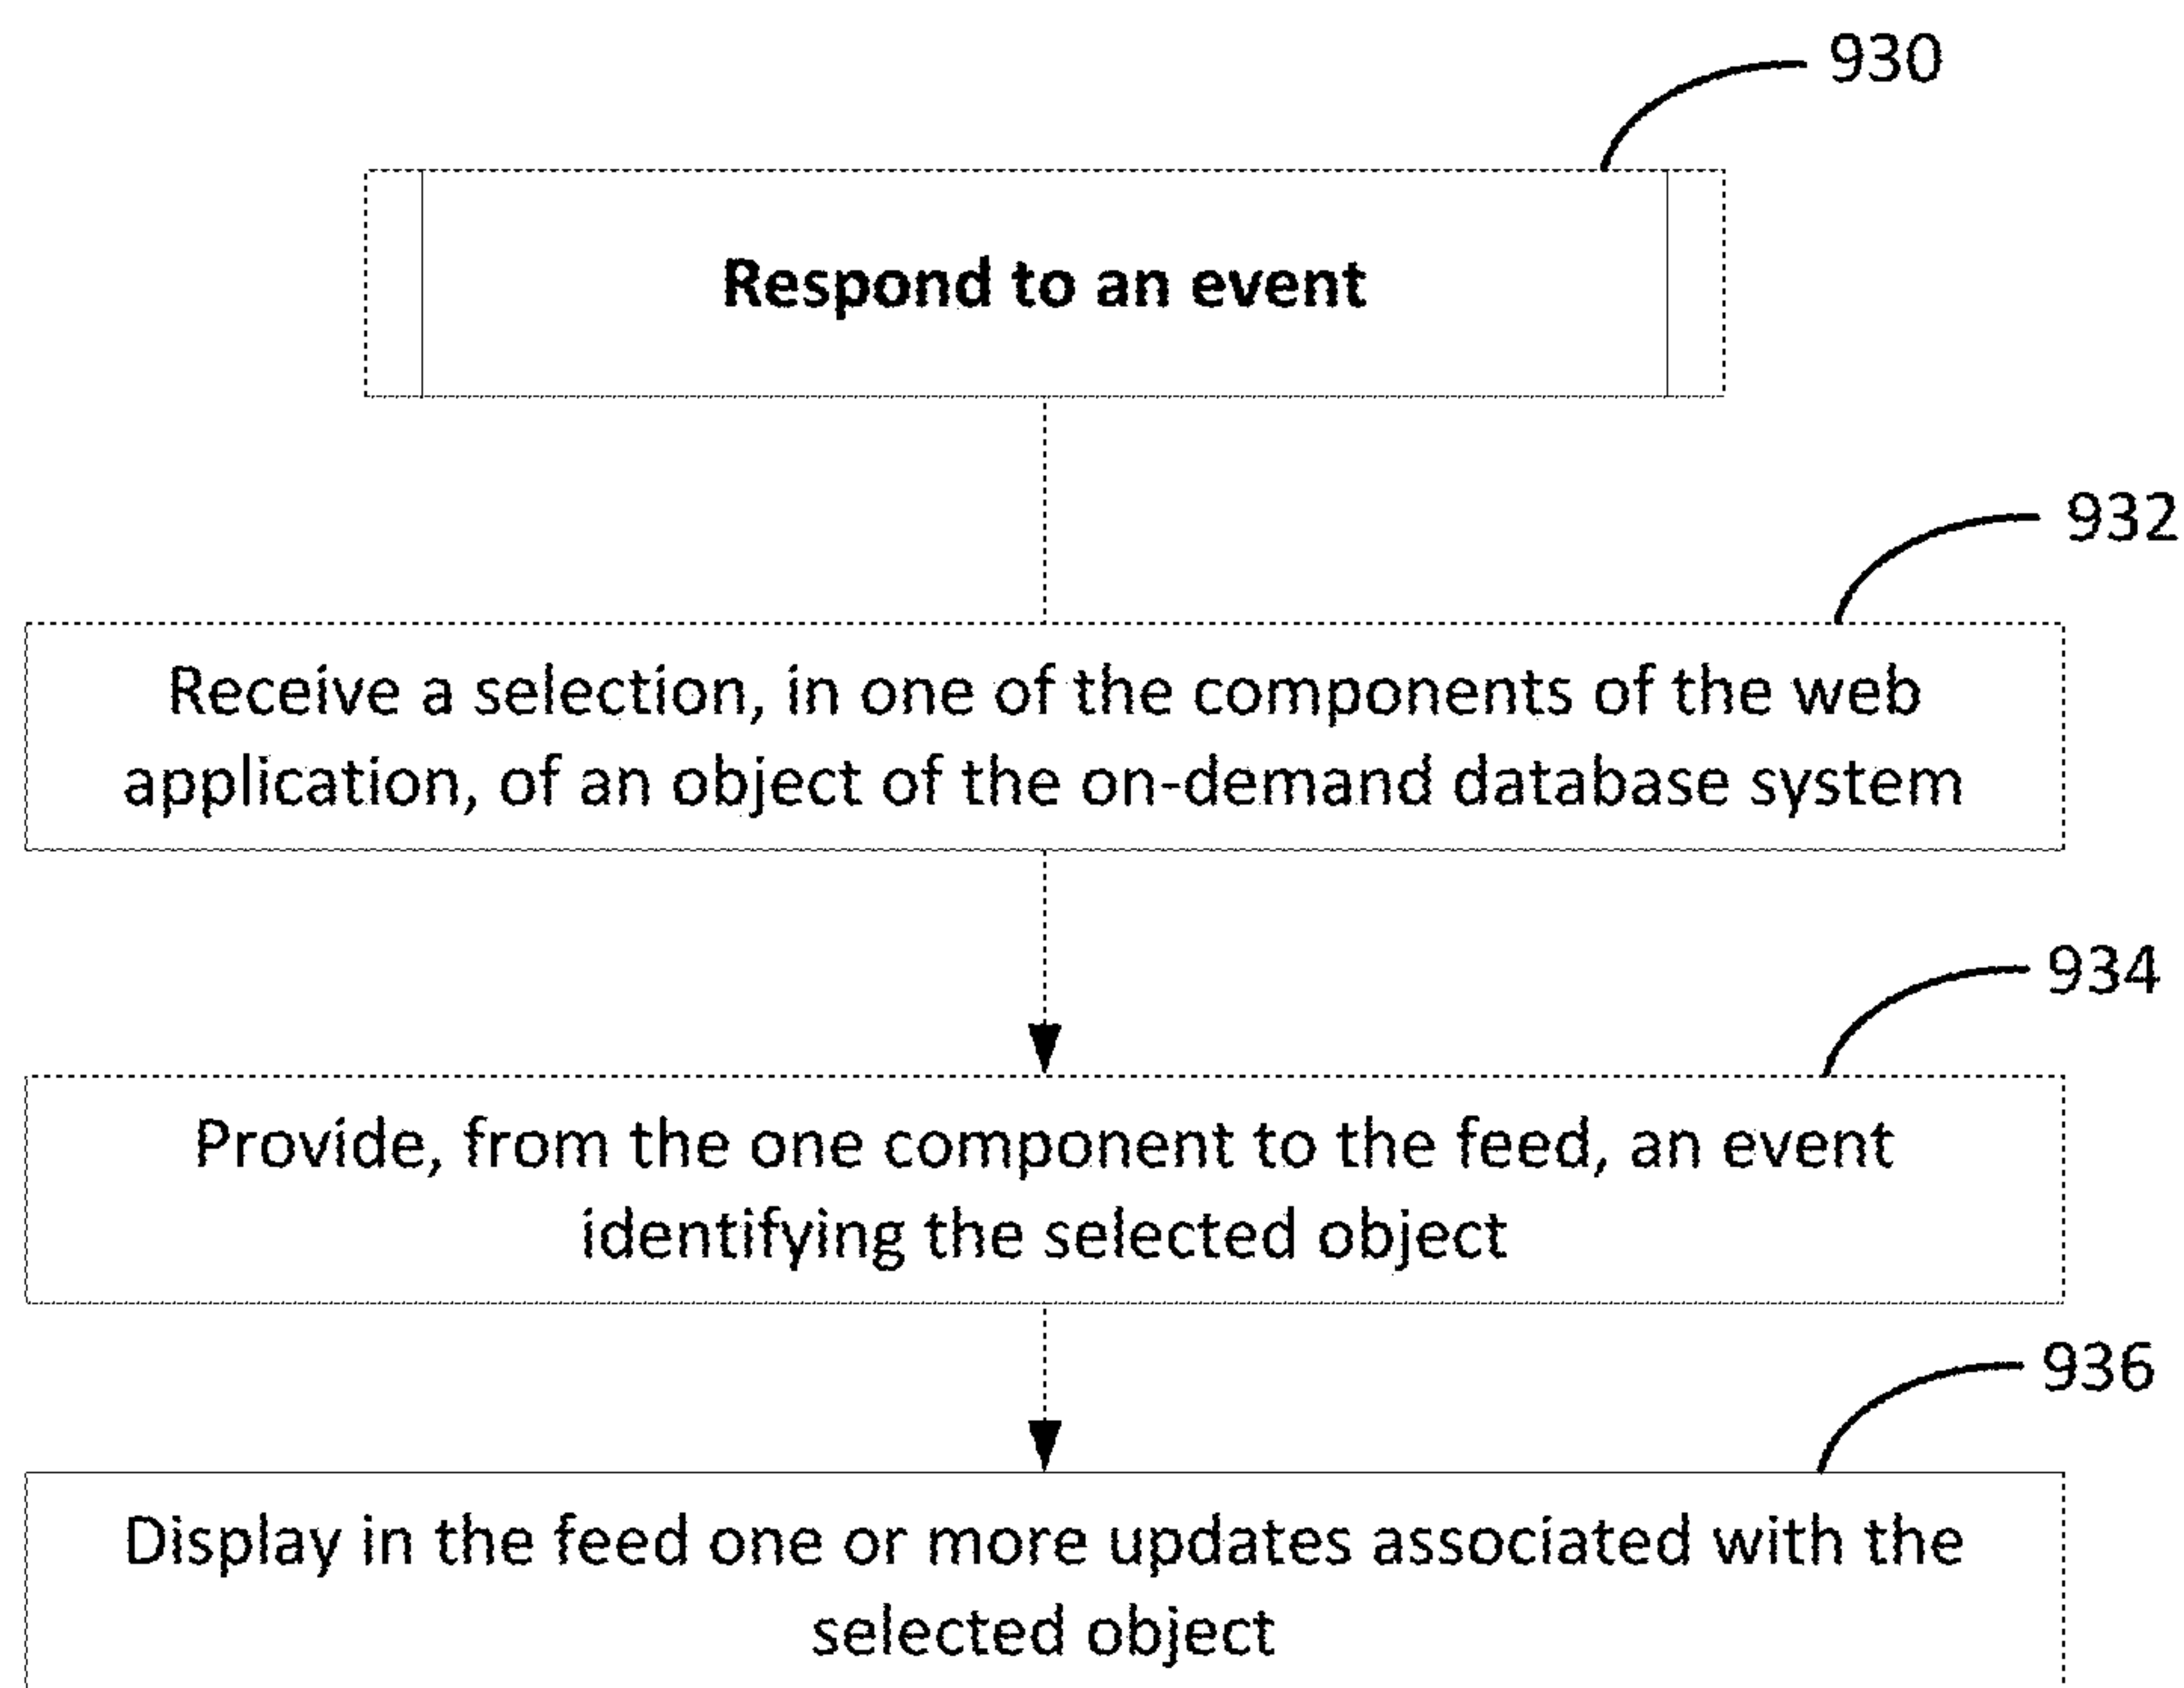 930
Respond to an event
932
Receive a selection, in one of the components of the web
application, of an object of the on-demand database system
934
Provide, from the one component to the feed, an event
identifying the selected object
936
Display in the feed one or more updates associated with the
selected object